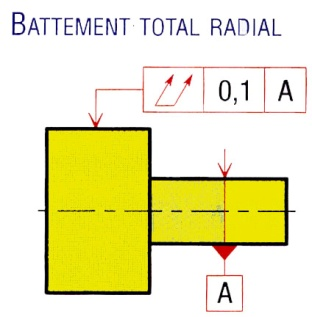 BATTEMENT TOTAL RADIAL
0,1 A
A